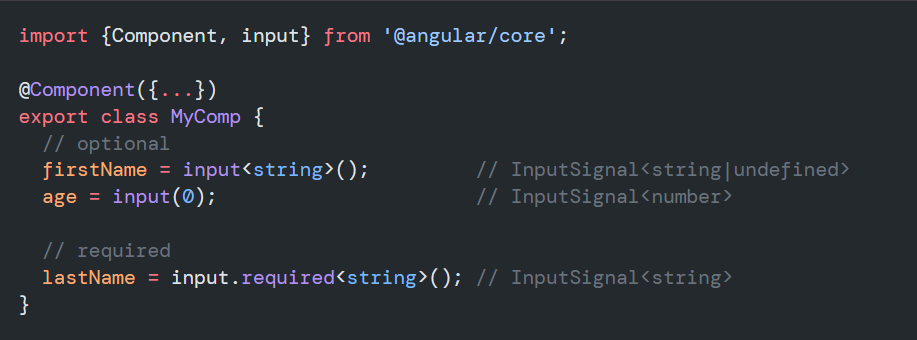 import {Component, input} from '@angular/core';
@Component({...})
export class MyComp {
// optional
firstName = input<string>(); // InputSignal<string|undefined>
age = input(0); // InputSignal<number>
// required
lastName = input.required<string>(); // InputSignal<string>
}